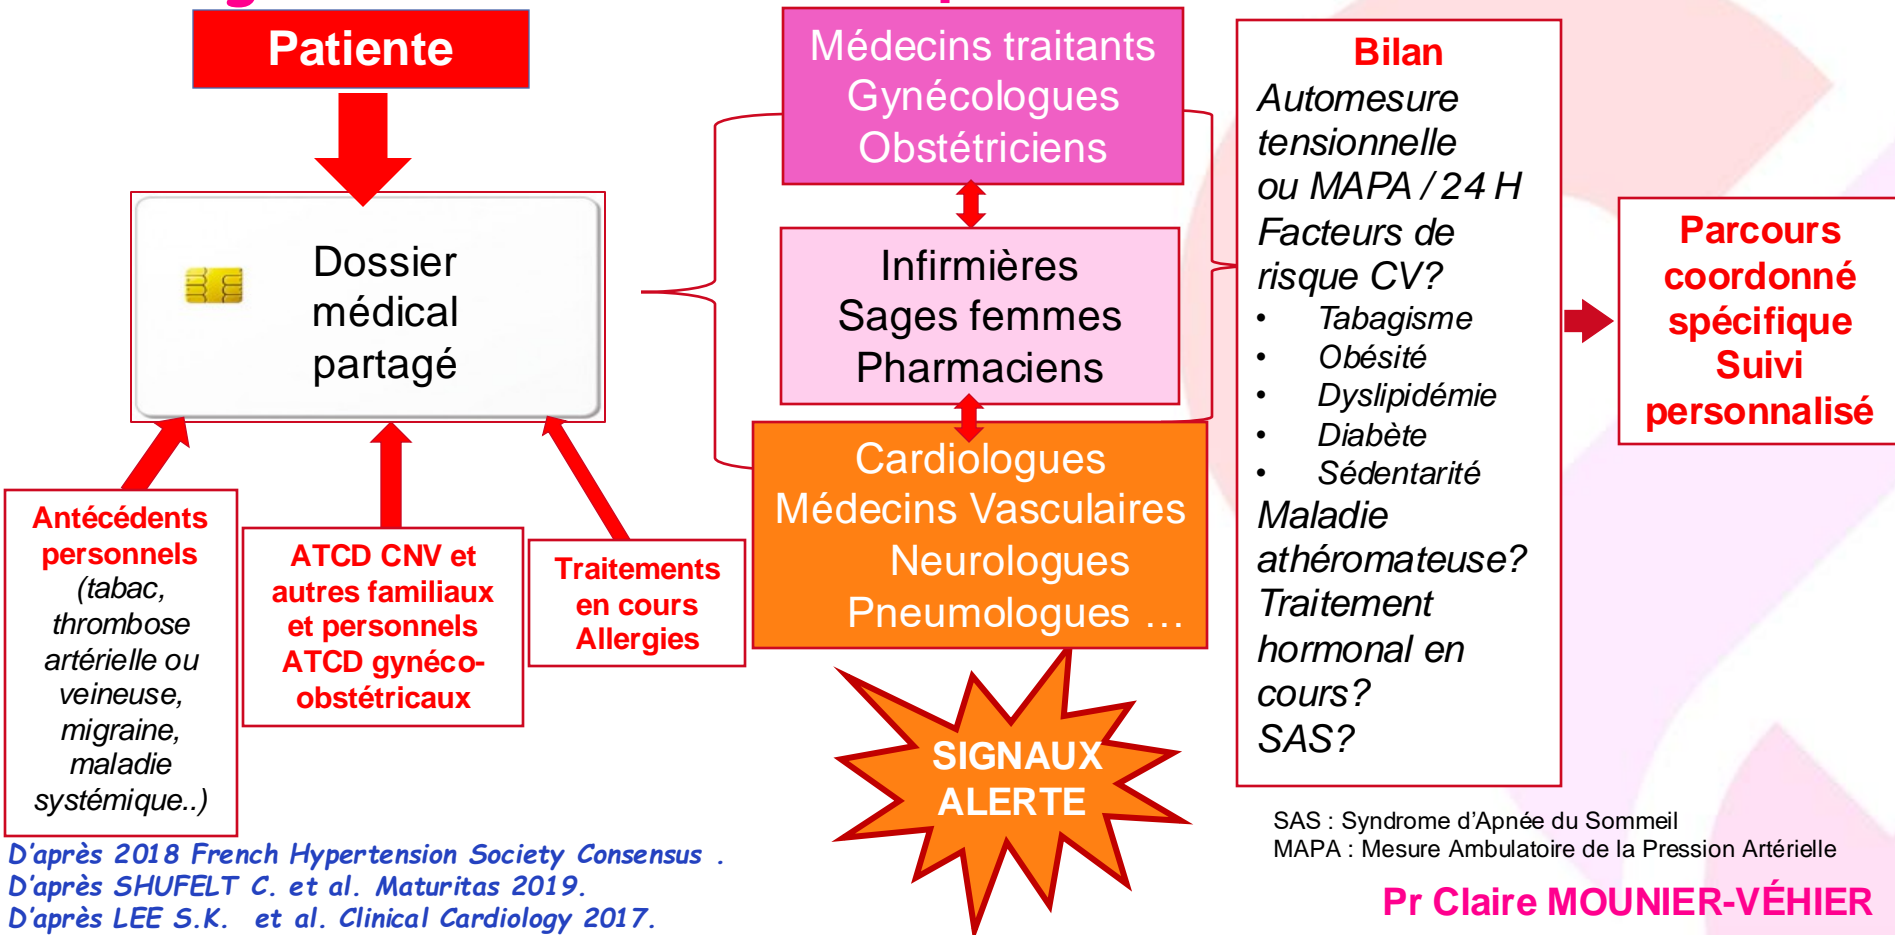 Patiente
Dossier
médical
partagé
Antécédents
personnels
(tabac,
thrombose
artérielle ou
veineuse,
migraine,
maladie
systémique..)
ATCD CNV et
autres familiaux
et personnels
ATCD gynéco-
obstétricaux
Traitements
en cours
Allergies
Médecins traitants
Gynécologues
Obstétriciens
Infirmières
Sages femmes
Pharmaciens
Cardiologues
Médecins Vasculaires
Neurologues
Pneumologues …
SIGNAUX
ALERTE
Bilan
Automesure
tensionnelle
ou MAPA / 24 H
Facteurs de
risque CV?
• Tabagisme
• Obésité
• Dyslipidémie
• Diabète
• Sédentarité
Maladie
athéromateuse?
Traitement
hormonal en
cours?
SAS?
Parcours
coordonné
spécifique
Suivi
personnalisé
SAS : Syndrome d'Apnée du Sommeil
MAPA : Mesure Ambulatoire de la Pression Artérielle
D'après 2018 French Hypertension Society Consensus .
D'après SHUFELT C. et al. Maturitas 2019.
D'après LEE S.K. et al. Clinical Cardiology 2017.
Pr Claire MOUNIER-VÉHIER